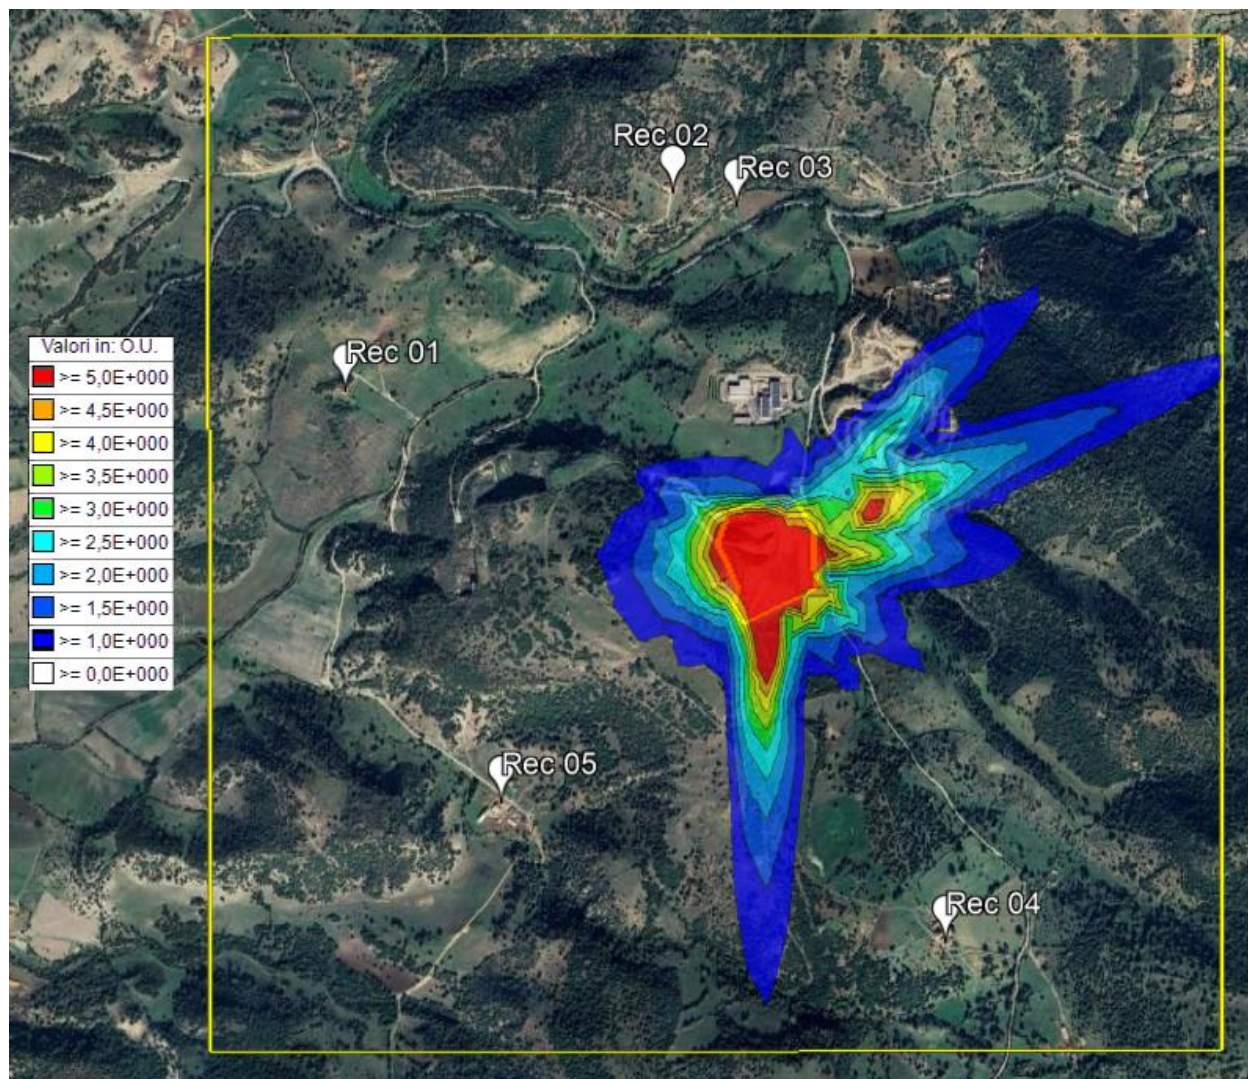 Rec 02
Rec 03
Rec 01
Valori in: O.U.
>= 5,0E+000
>= 4,5E+000
>= 4,0E+000
>= 3,5E+000
>= 3,0E+000
>= 2,5E+000
>= 2,0E+000
>= 1,5E+000
>= 1,0E+000
>= 0,0E+000
Rec 05
Rec 04